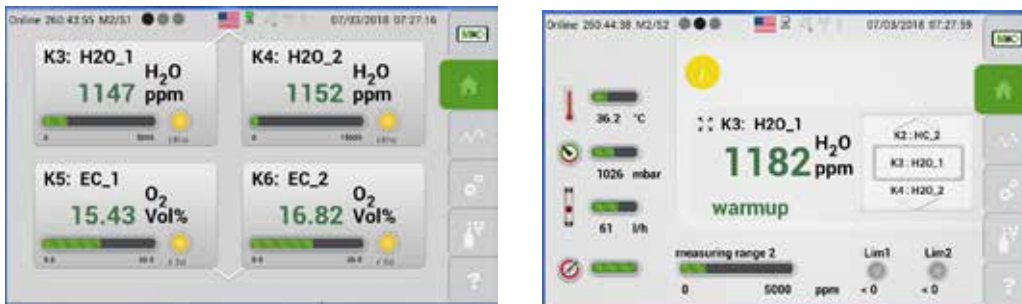 Online 260:43:55 M2/S1
07/03/2018 07:27:16
K3: H2O_1
H2O
1147 ppm
0 5000
K4: H2O_2
H2O
1152 ppm
0
K5: EC_1
O2
15.43 Vol%
K6: EC_2
O2
16.82 Vol%
?
Online 260:44:38 M2/S2
07/03/2018 07:27:59
i
36.2 °C
1026 mbar
61 l/h
K3: H2O_1
H2O
1182 ppm
warmup
K2: HC_2
K3: H2O_1
K4: H2O_2
measuring range 2
0 5000 ppm
Lim1 Lim2
< 0 < 0
?